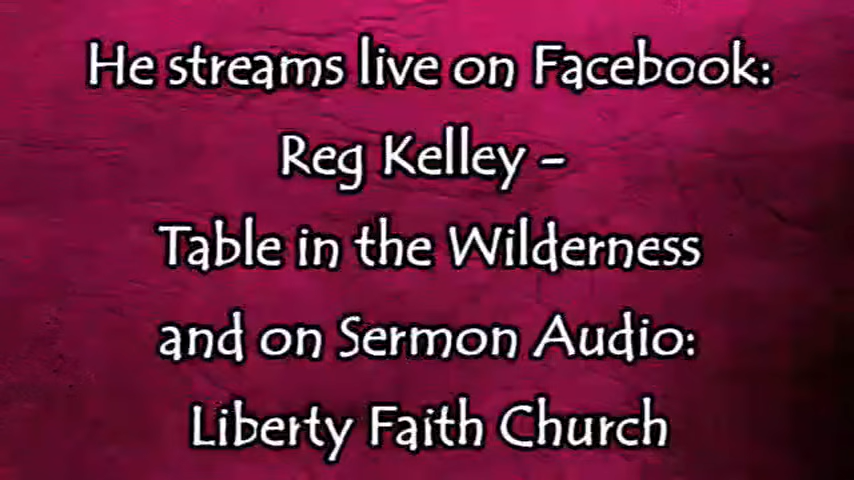 He streams live on Facebook:
Reg Kelley -
Table in the Wilderness
and on Sermon Audio:
Liberty Faith Church